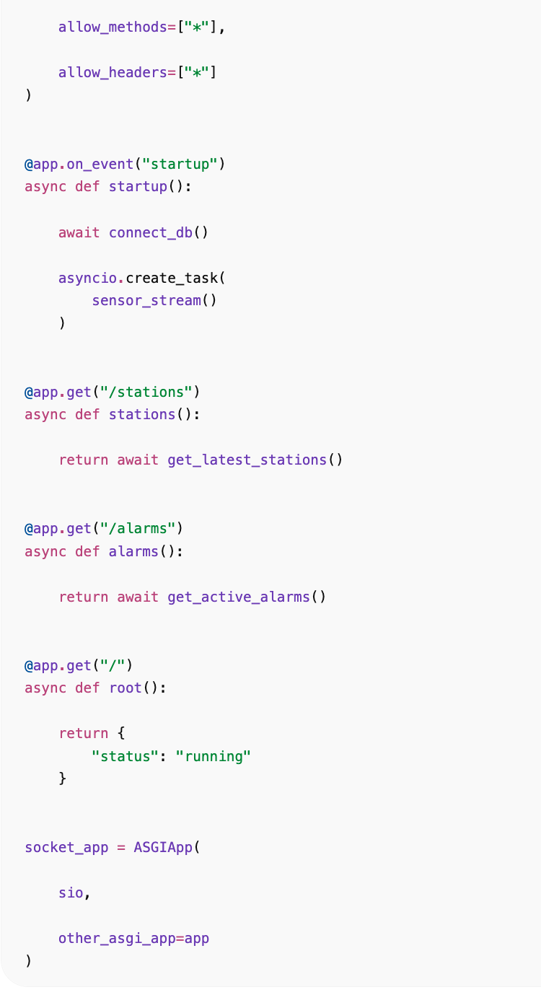 allow_methods=["*"],
    allow_headers=["*"]
)
@app.on_event("startup")
async def startup():
    await connect_db()
    asyncio.create_task(
        sensor_stream()
    )
@app.get("/stations")
async def stations():
    return await get_latest_stations()
@app.get("/alarms")
async def alarms():
    return await get_active_alarms()
@app.get("/")
async def root():
    return {
        "status": "running"
    }
socket_app = ASGIApp(
    sio,
    other_asgi_app=app
)